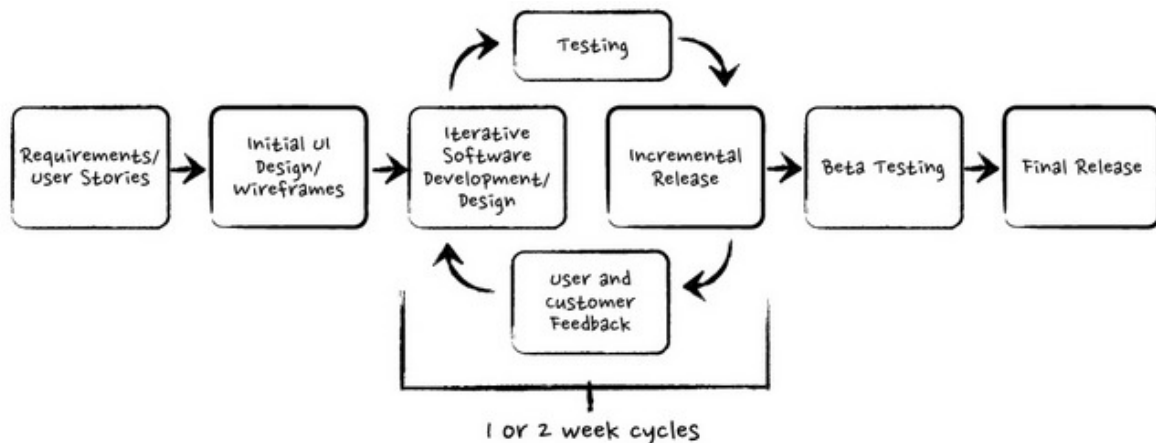 Testing
Requirements/
User Stories
Initial UI
Design/
Wireframes
Iterative
Software
Development/
Design
Incremental
Release
Beta Testing
Final Release
User and
Customer
Feedback
1 or 2 week cycles